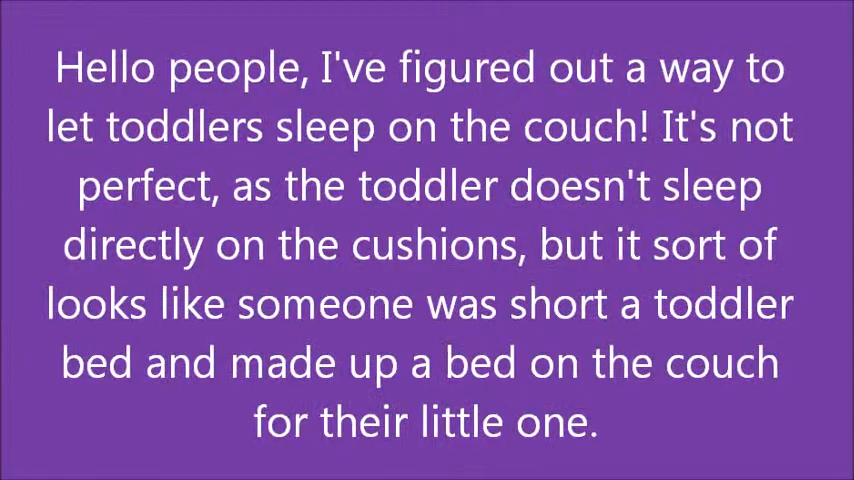 Hello people, I've figured out a way to
let toddlers sleep on the couch! It's not
perfect, as the toddler doesn't sleep
directly on the cushions, but it sort of
looks like someone was short a toddler
bed and made up a bed on the couch
for their little one.